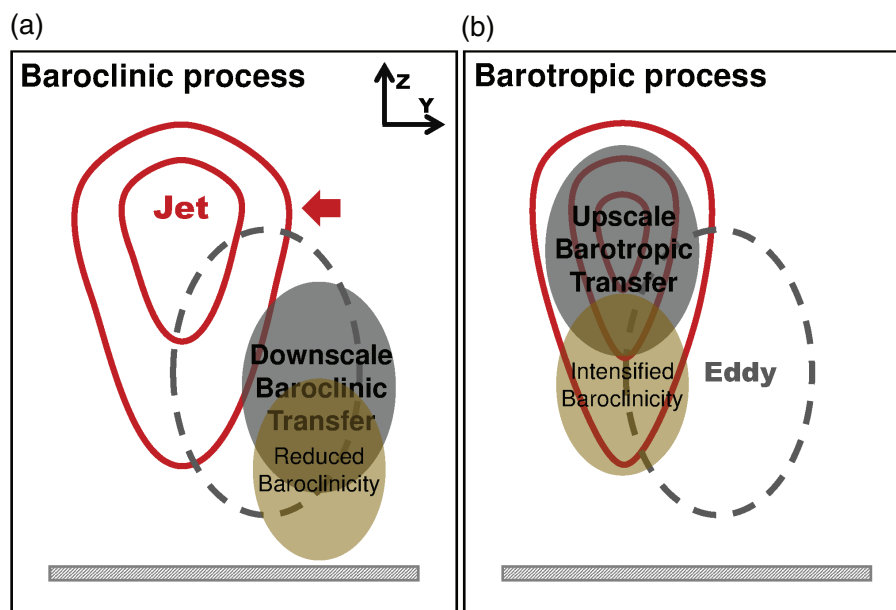 (a)
Baroclinic process
Z
Y
Jet
Downscale
Baroclinic
Transfer
Reduced
Baroclinicity
(b)
Barotropic process
Upscale
Barotropic
Transfer
Intensified
Baroclinicity
Eddy